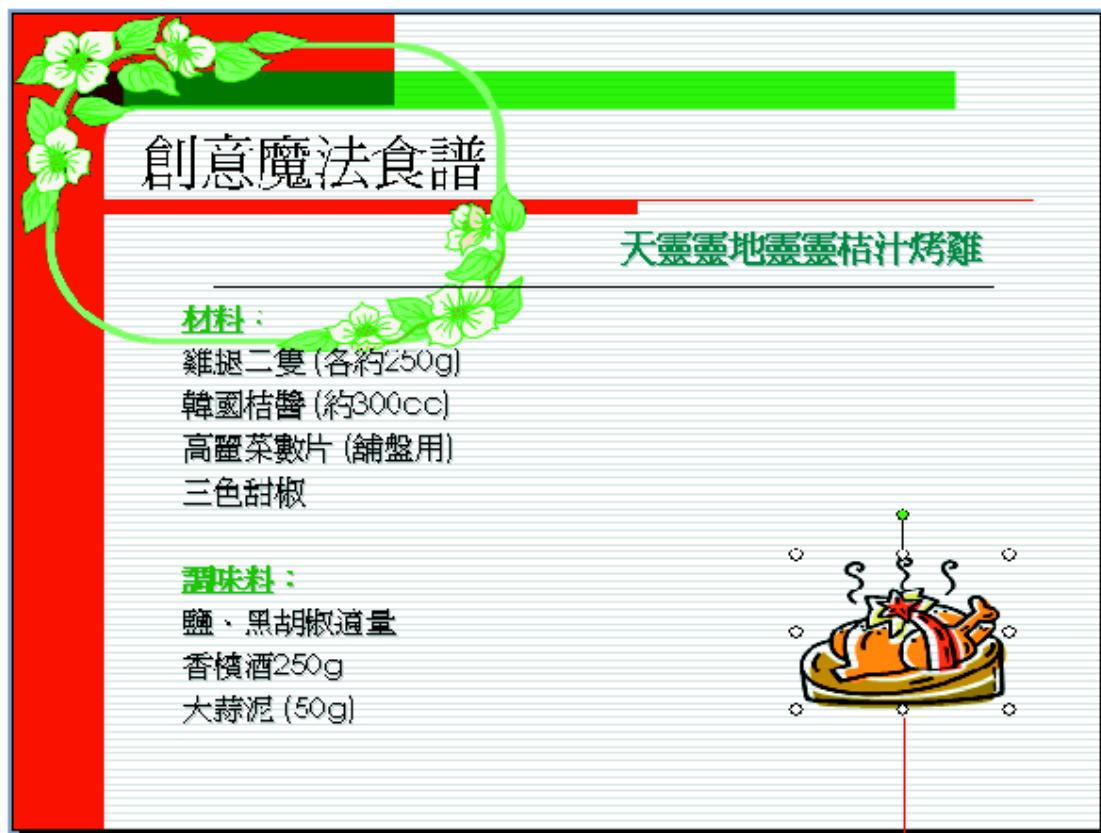 創意魔法食譜
天靈靈地靈靈桔汁烤雞
材料：
雞腿二隻 (各約250g)
韓國桔醬 (約300cc)
高麗菜數片 (舖盤用)
三色甜椒
調味料：
鹽、黑胡椒適量
香檳酒250g
大蒜泥 (50g)